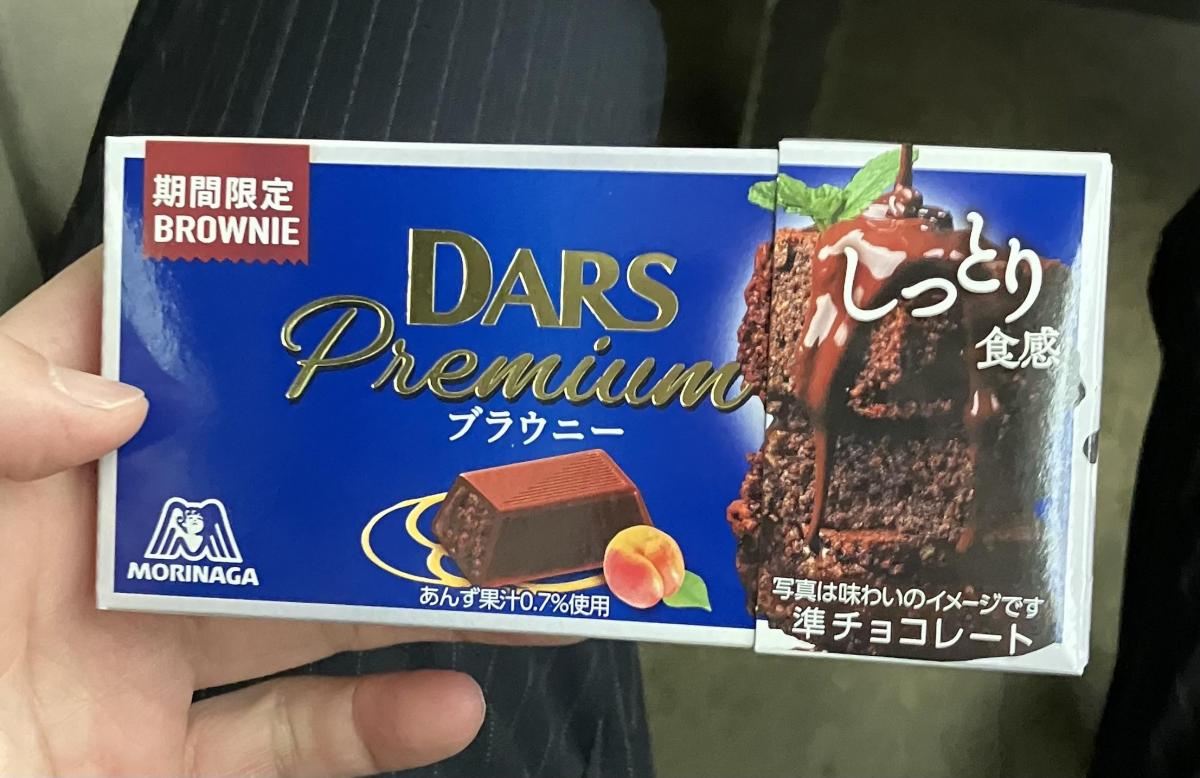 期間限定
BROWNIE
DARS
Premium
ブラウニー
しっとり
食感
MORINAGA
あんず果汁0.7%使用
写真は味わいのイメージです
準チョコレート